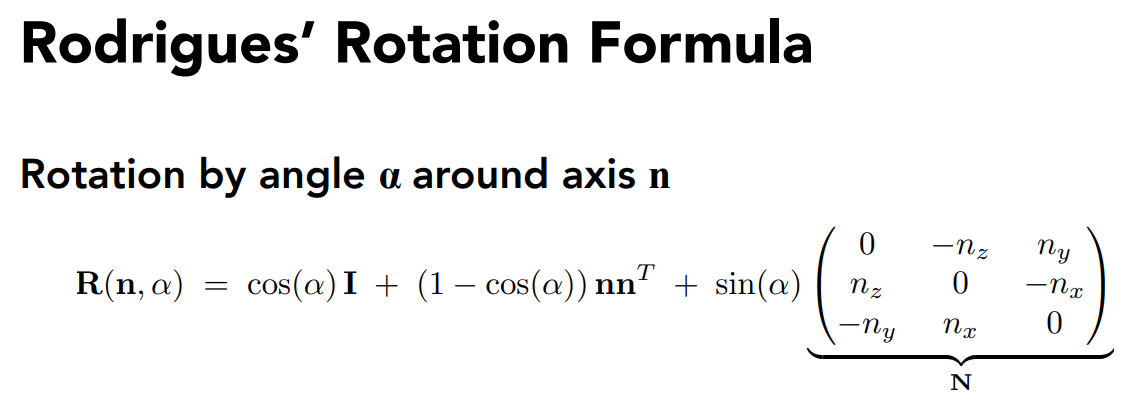 Rodrigues’ Rotation Formula
Rotation by angle α around axis n
R(n, α) = cos(α) I + (1 − cos(α)) nn^T + sin(α) ( 0 −n_z n_y
n_z 0 −n_x
−n_y n_x 0 )
N